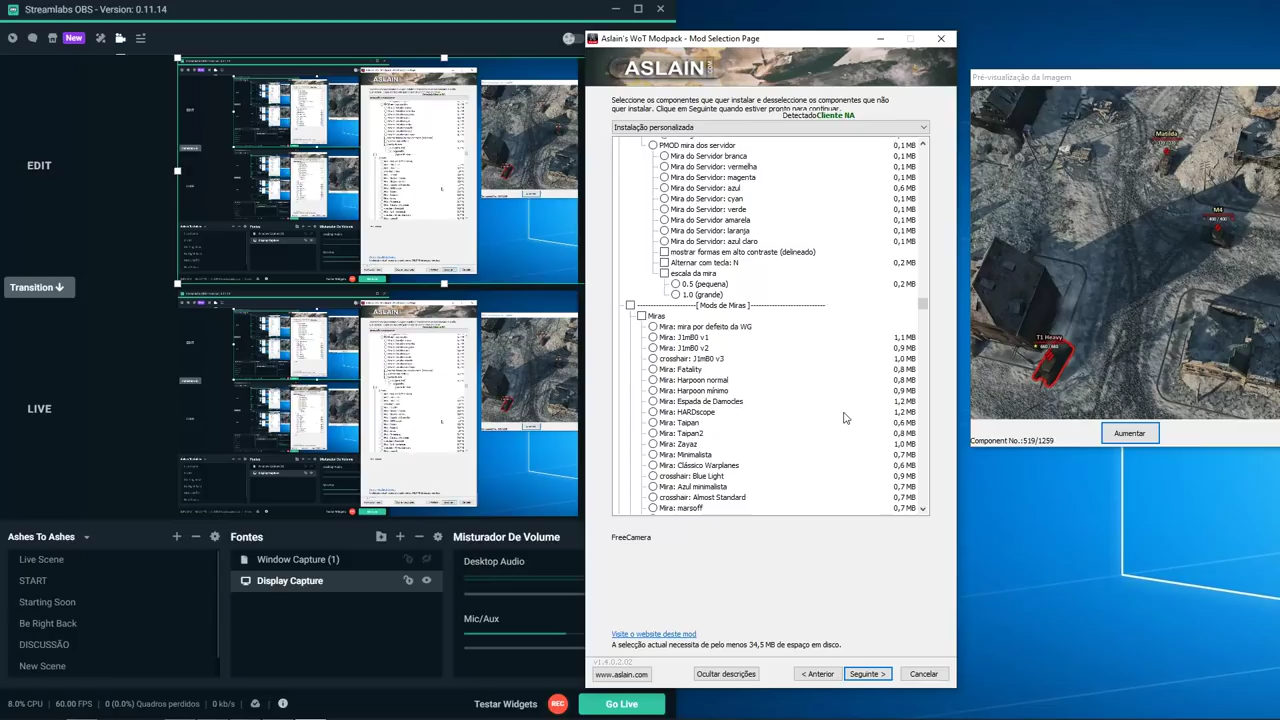 Streamlabs OBS - Version: 0.11.14
New
EDIT
Transition
LIVE
Ashes To Ashes
Live Scene
START
Starting Soon
Be Right Back
DISCUSSÃO
New Scene
Fontes
Window Capture (1)
Display Capture
Misturador De Volume
Desktop Audio
Mic/Aux
8.0% CPU
60.00 FPS
0 (0.0%) Quadros perdidos
0 kb/s
Testar Widgets
REC
Go Live
Aslain's WoT Modpack - Mod Selection Page
ASLAIN.COM
Seleccione os componentes que quer instalar e desseleccione os componentes que não
quer instalar. Clique em Seguinte quando estiver pronto para continuar.
Detectado Cliente NA
Instalação personalizada
PMOD mira dos servidor 0,1 MB
Mira do Servidor branca 0,1 MB
Mira do Servidor: vermelha 0,1 MB
Mira do Servidor: magenta 0,1 MB
Mira do Servidor: azul 0,6 MB
Mira do Servidor: cyan 0,1 MB
Mira do Servidor: verde 0,1 MB
Mira do Servidor amarela 0,1 MB
Mira do Servidor: laranja 0,1 MB
Mira do Servidor: azul claro 0,1 MB
mostrar formas em alto contraste (delineado)
Alternar com tecla: N 0,2 MB
escala da mira
0.5 (pequena) 0,2 MB
1.0 (grande)
--------------------[ Mods de Miras ]--------------------
Miras
Mira: mira por defeito da WG
Mira: J1mB0 v1 1,1 MB
Mira: J1mB0 v2 0,9 MB
crosshair: J1mB0 v3 1,0 MB
Mira: Fatality 0,8 MB
Mira: Harpoon normal 0,8 MB
Mira: Harpoon mínimo 0,9 MB
Mira: Espada de Damocles 1,2 MB
Mira: HARDscope 1,2 MB
Mira: Taipan 0,6 MB
Mira: Taipan2 0,8 MB
Mira: Zayaz 1,0 MB
Mira: Minimalista 0,7 MB
Mira: Clássico Warplanes 0,6 MB
crosshair: Blue Light 0,9 MB
Mira: Azul minimalista 0,7 MB
crosshair: Almost Standard 0,7 MB
Mira: marsoff 0,7 MB
FreeCamera
Visite o website deste mod
A selecção actual necessita de pelo menos 34,5 MB de espaço em disco.
v1.4.0.2.02
www.aslain.com
Ocultar descrições
< Anterior
Seguinte >
Cancelar
Pré-visualização da Imagem
Matilda
M4
400 / 400
T1 Heavy
Component No.:519/1259
Aumentar